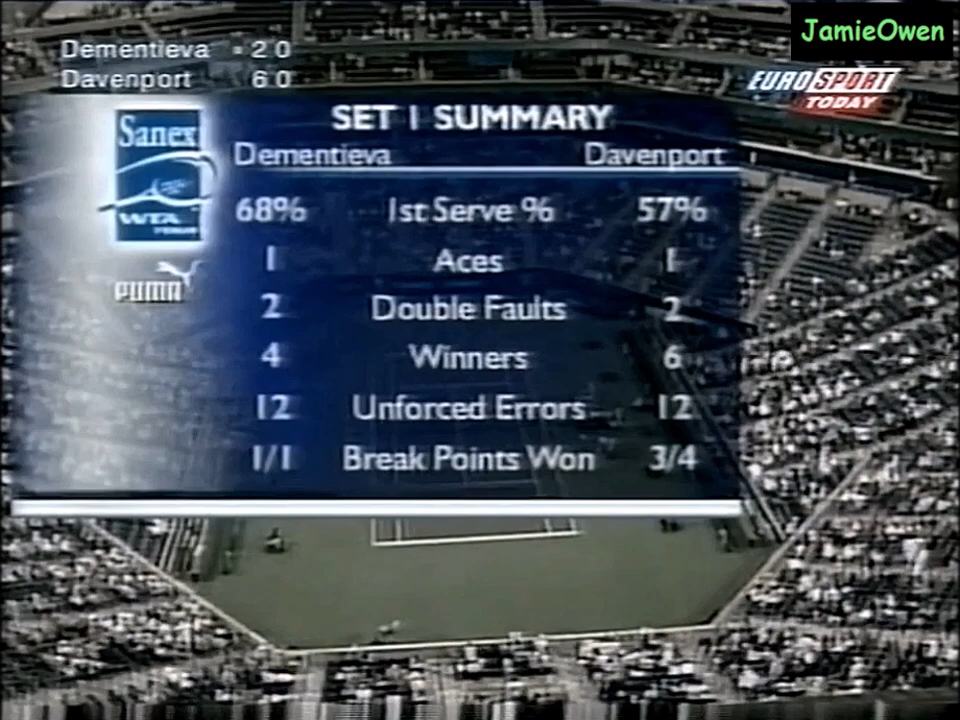 JamieOwen
Dementieva • 2 0
Davenport 6 0
EUROSPORT
TODAY
SET 1 SUMMARY
Sanex
WTA
TOUR
PUMA
Dementieva Davenport
68% 1st Serve % 57%
1 Aces 1
2 Double Faults 2
4 Winners 6
12 Unforced Errors 12
1/1 Break Points Won 3/4